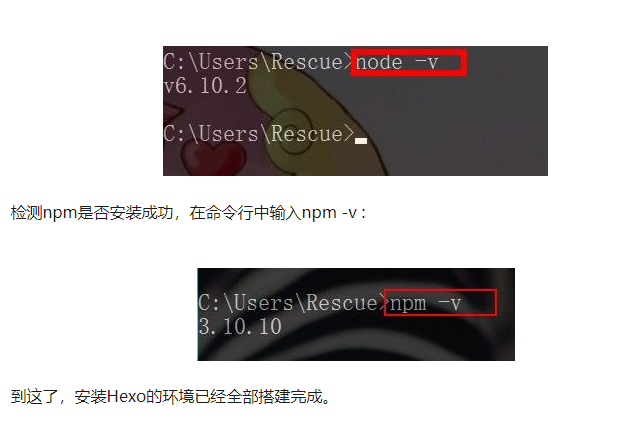 C:\Users\Rescue>node -v
v6.10.2
C:\Users\Rescue>
检测npm是否安装成功，在命令行中输入npm -v：
C:\Users\Rescue>npm -v
3.10.10
到这了，安装Hexo的环境已经全部搭建完成。